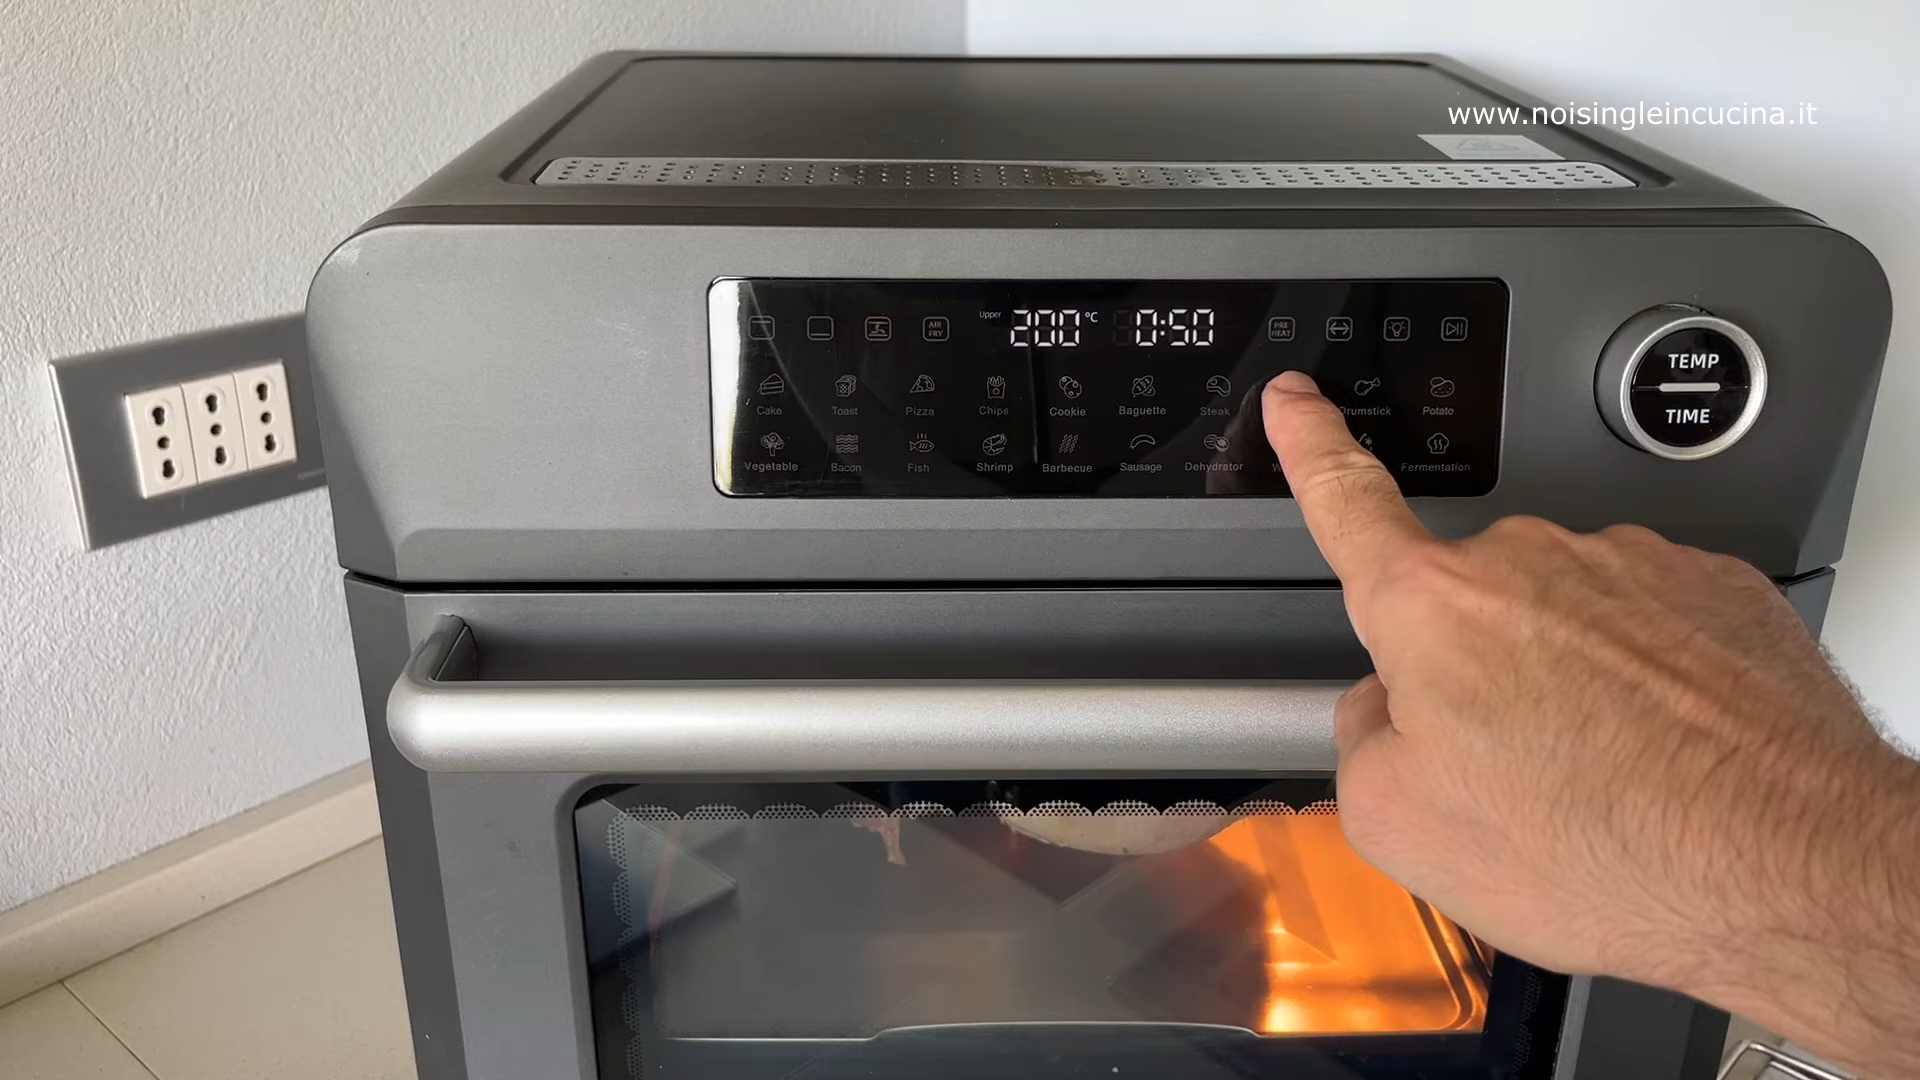 www.noisingleincucina.it
AIR FRY Upper 200 °C 0:50 PRE HEAT
Cake Toast Pizza Chips Cookie Baguette Steak Drumstick Potato
Vegetable Bacon Fish Shrimp Barbecue Sausage Dehydrator Fermentation
TEMP
TIME